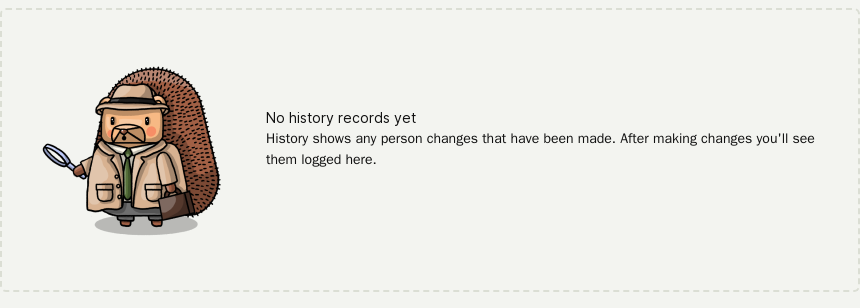 No history records yet
History shows any person changes that have been made. After making changes you'll see
them logged here.